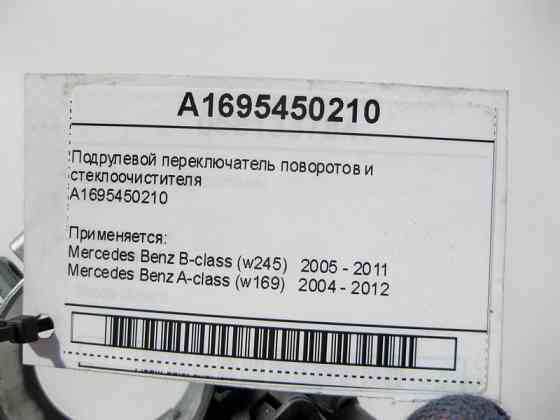 A1695450210
Подрулевой переключатель поворотов и
стеклоочистителя
A1695450210
Применяется:
Mercedes Benz B-class (w245) 2005 - 2011
Mercedes Benz A-class (w169) 2004 - 2012